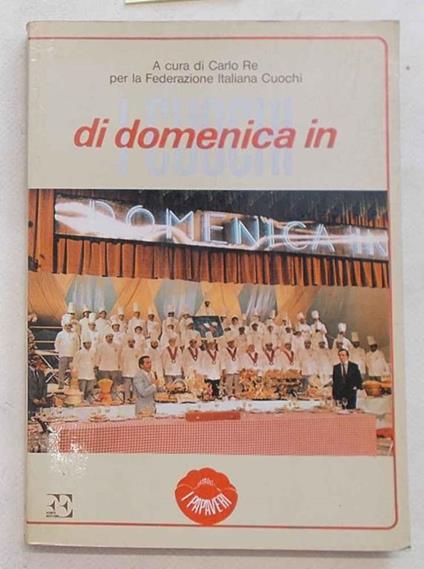 A cura di Carlo Re
per la Federazione Italiana Cuochi
I CUOCHI
di domenica in
DOMENICA IN
I PAPAVERI